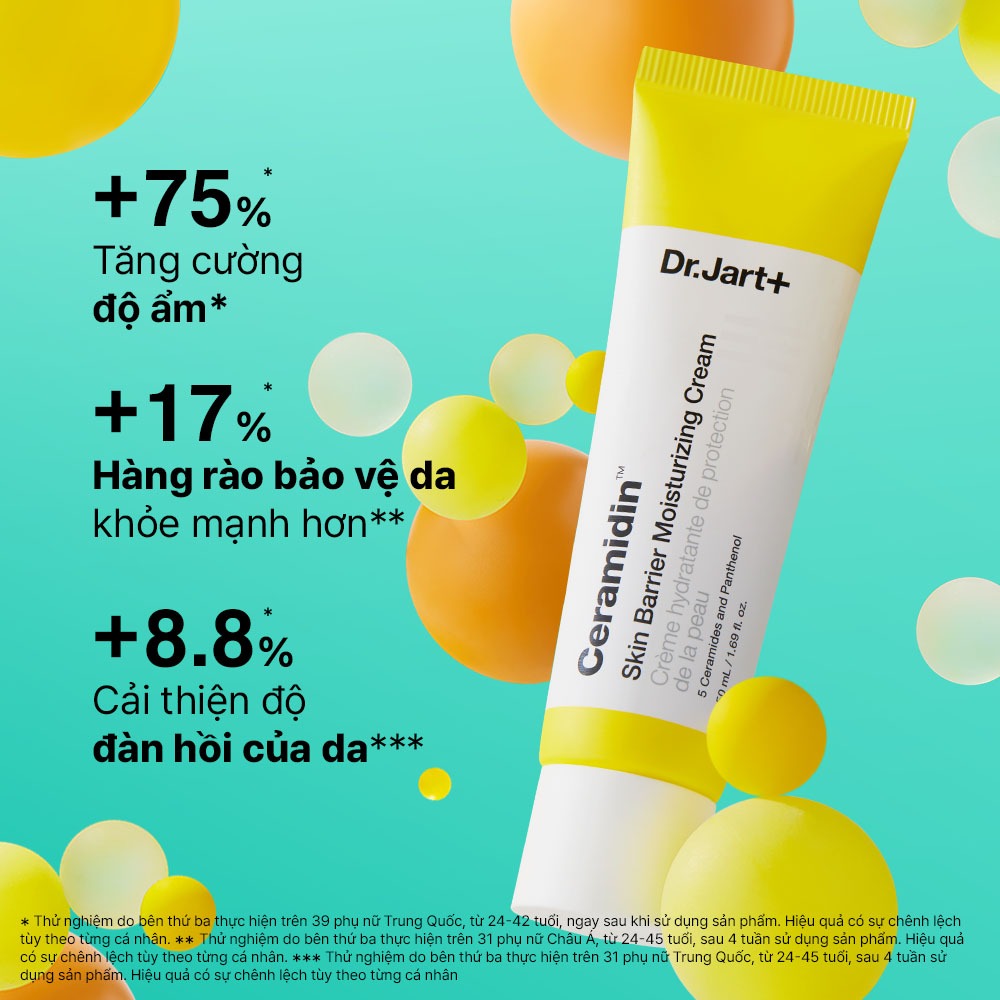 +75%*
Tăng cường
độ ẩm*
+17%*
Hàng rào bảo vệ da
khỏe mạnh hơn**
+8.8%*
Cải thiện độ
đàn hồi của da***
Dr.Jart+
Ceramidin™
Skin Barrier Moisturizing Cream
Crème hydratante de protection
de la peau
5 Ceramides and Panthenol
50 mL / 1.69 fl. oz.
* Thử nghiệm do bên thứ ba thực hiện trên 39 phụ nữ Trung Quốc, từ 24-42 tuổi, ngay sau khi sử dụng sản phẩm. Hiệu quả có sự chênh lệch
tùy theo từng cá nhân. ** Thử nghiệm do bên thứ ba thực hiện trên 31 phụ nữ Châu Á, từ 24-45 tuổi, sau 4 tuần sử dụng sản phẩm. Hiệu quả
có sự chênh lệch tùy theo từng cá nhân. *** Thử nghiệm do bên thứ ba thực hiện trên 31 phụ nữ Trung Quốc, từ 24-45 tuổi, sau 4 tuần sử
dụng sản phẩm. Hiệu quả có sự chênh lệch tùy theo từng cá nhân